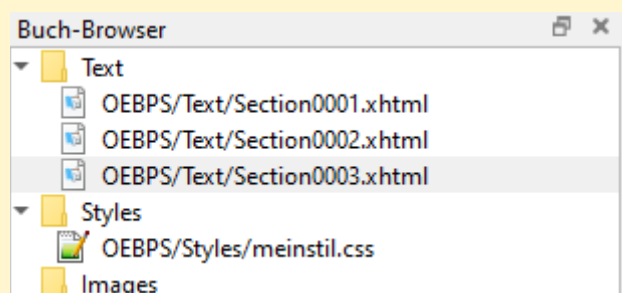 Buch-Browser
Text
OEBPS/Text/Section0001.xhtml
OEBPS/Text/Section0002.xhtml
OEBPS/Text/Section0003.xhtml
Styles
OEBPS/Styles/meinstil.css
Images